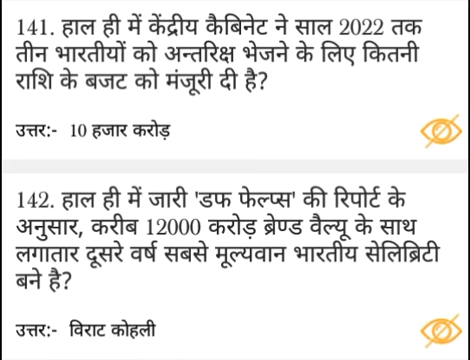 141. हाल ही में केंद्रीय कैबिनेट ने साल 2022 तक
तीन भारतीयों को अन्तरिक्ष भेजने के लिए कितनी
राशि के बजट को मंजूरी दी है?
उत्तर:- 10 हजार करोड़
142. हाल ही में जारी 'डफ फेल्प्स' की रिपोर्ट के
अनुसार, करीब 12000 करोड़ ब्रेण्ड वैल्यू के साथ
लगातार दूसरे वर्ष सबसे मूल्यवान भारतीय सेलिब्रिटी
बने है?
उत्तर:- विराट कोहली